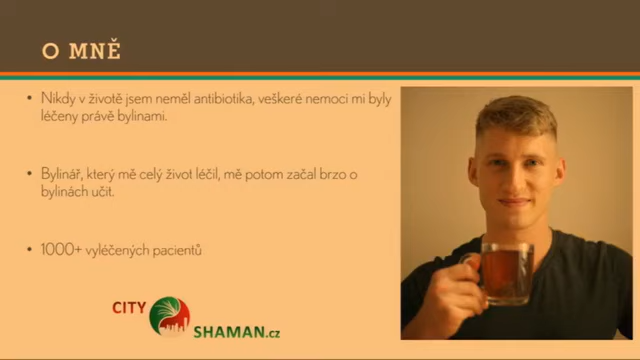 O MNĚ
• Nikdy v životě jsem neměl antibiotika, veškeré nemoci mi byly
léčeny právě bylinami.
• Bylinář, který mě celý život léčil, mě potom začal brzo o
bylinách učit.
• 1000+ vyléčených pacientů
CITY
SHAMAN.cz